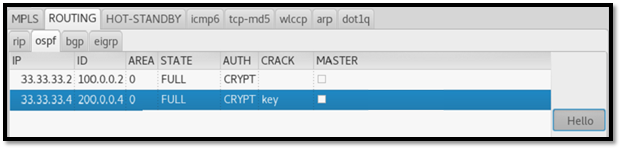 MPLS ROUTING HOT-STANDBY icmp6 tcp-md5 wlccp arp dot1q
rip ospf bgp eigrp
IP ID AREA STATE AUTH CRACK MASTER
33.33.33.2 100.0.0.2 0 FULL CRYPT
33.33.33.4 200.0.0.4 0 FULL CRYPT key
Hello